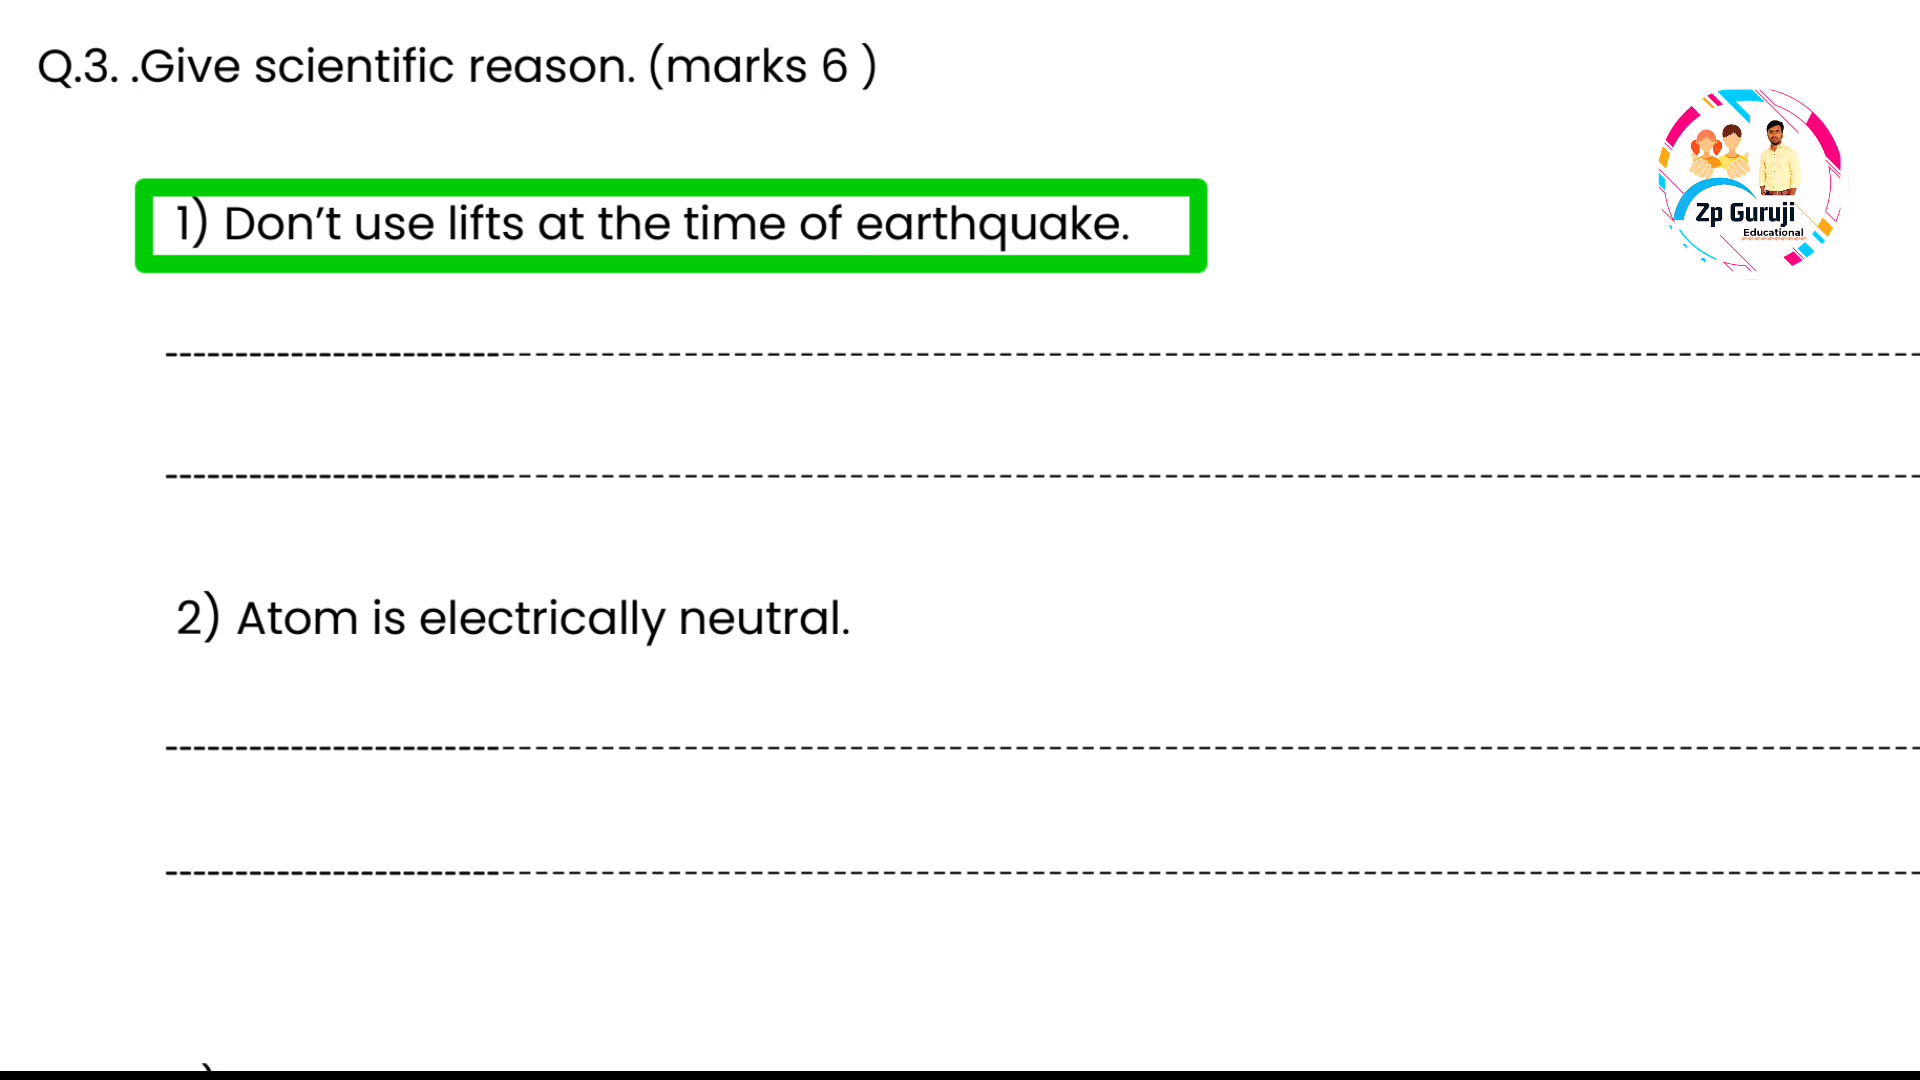 Q.3. .Give scientific reason. (marks 6 )
1) Don’t use lifts at the time of earthquake.
Zp Guruji
Educational
2) Atom is electrically neutral.